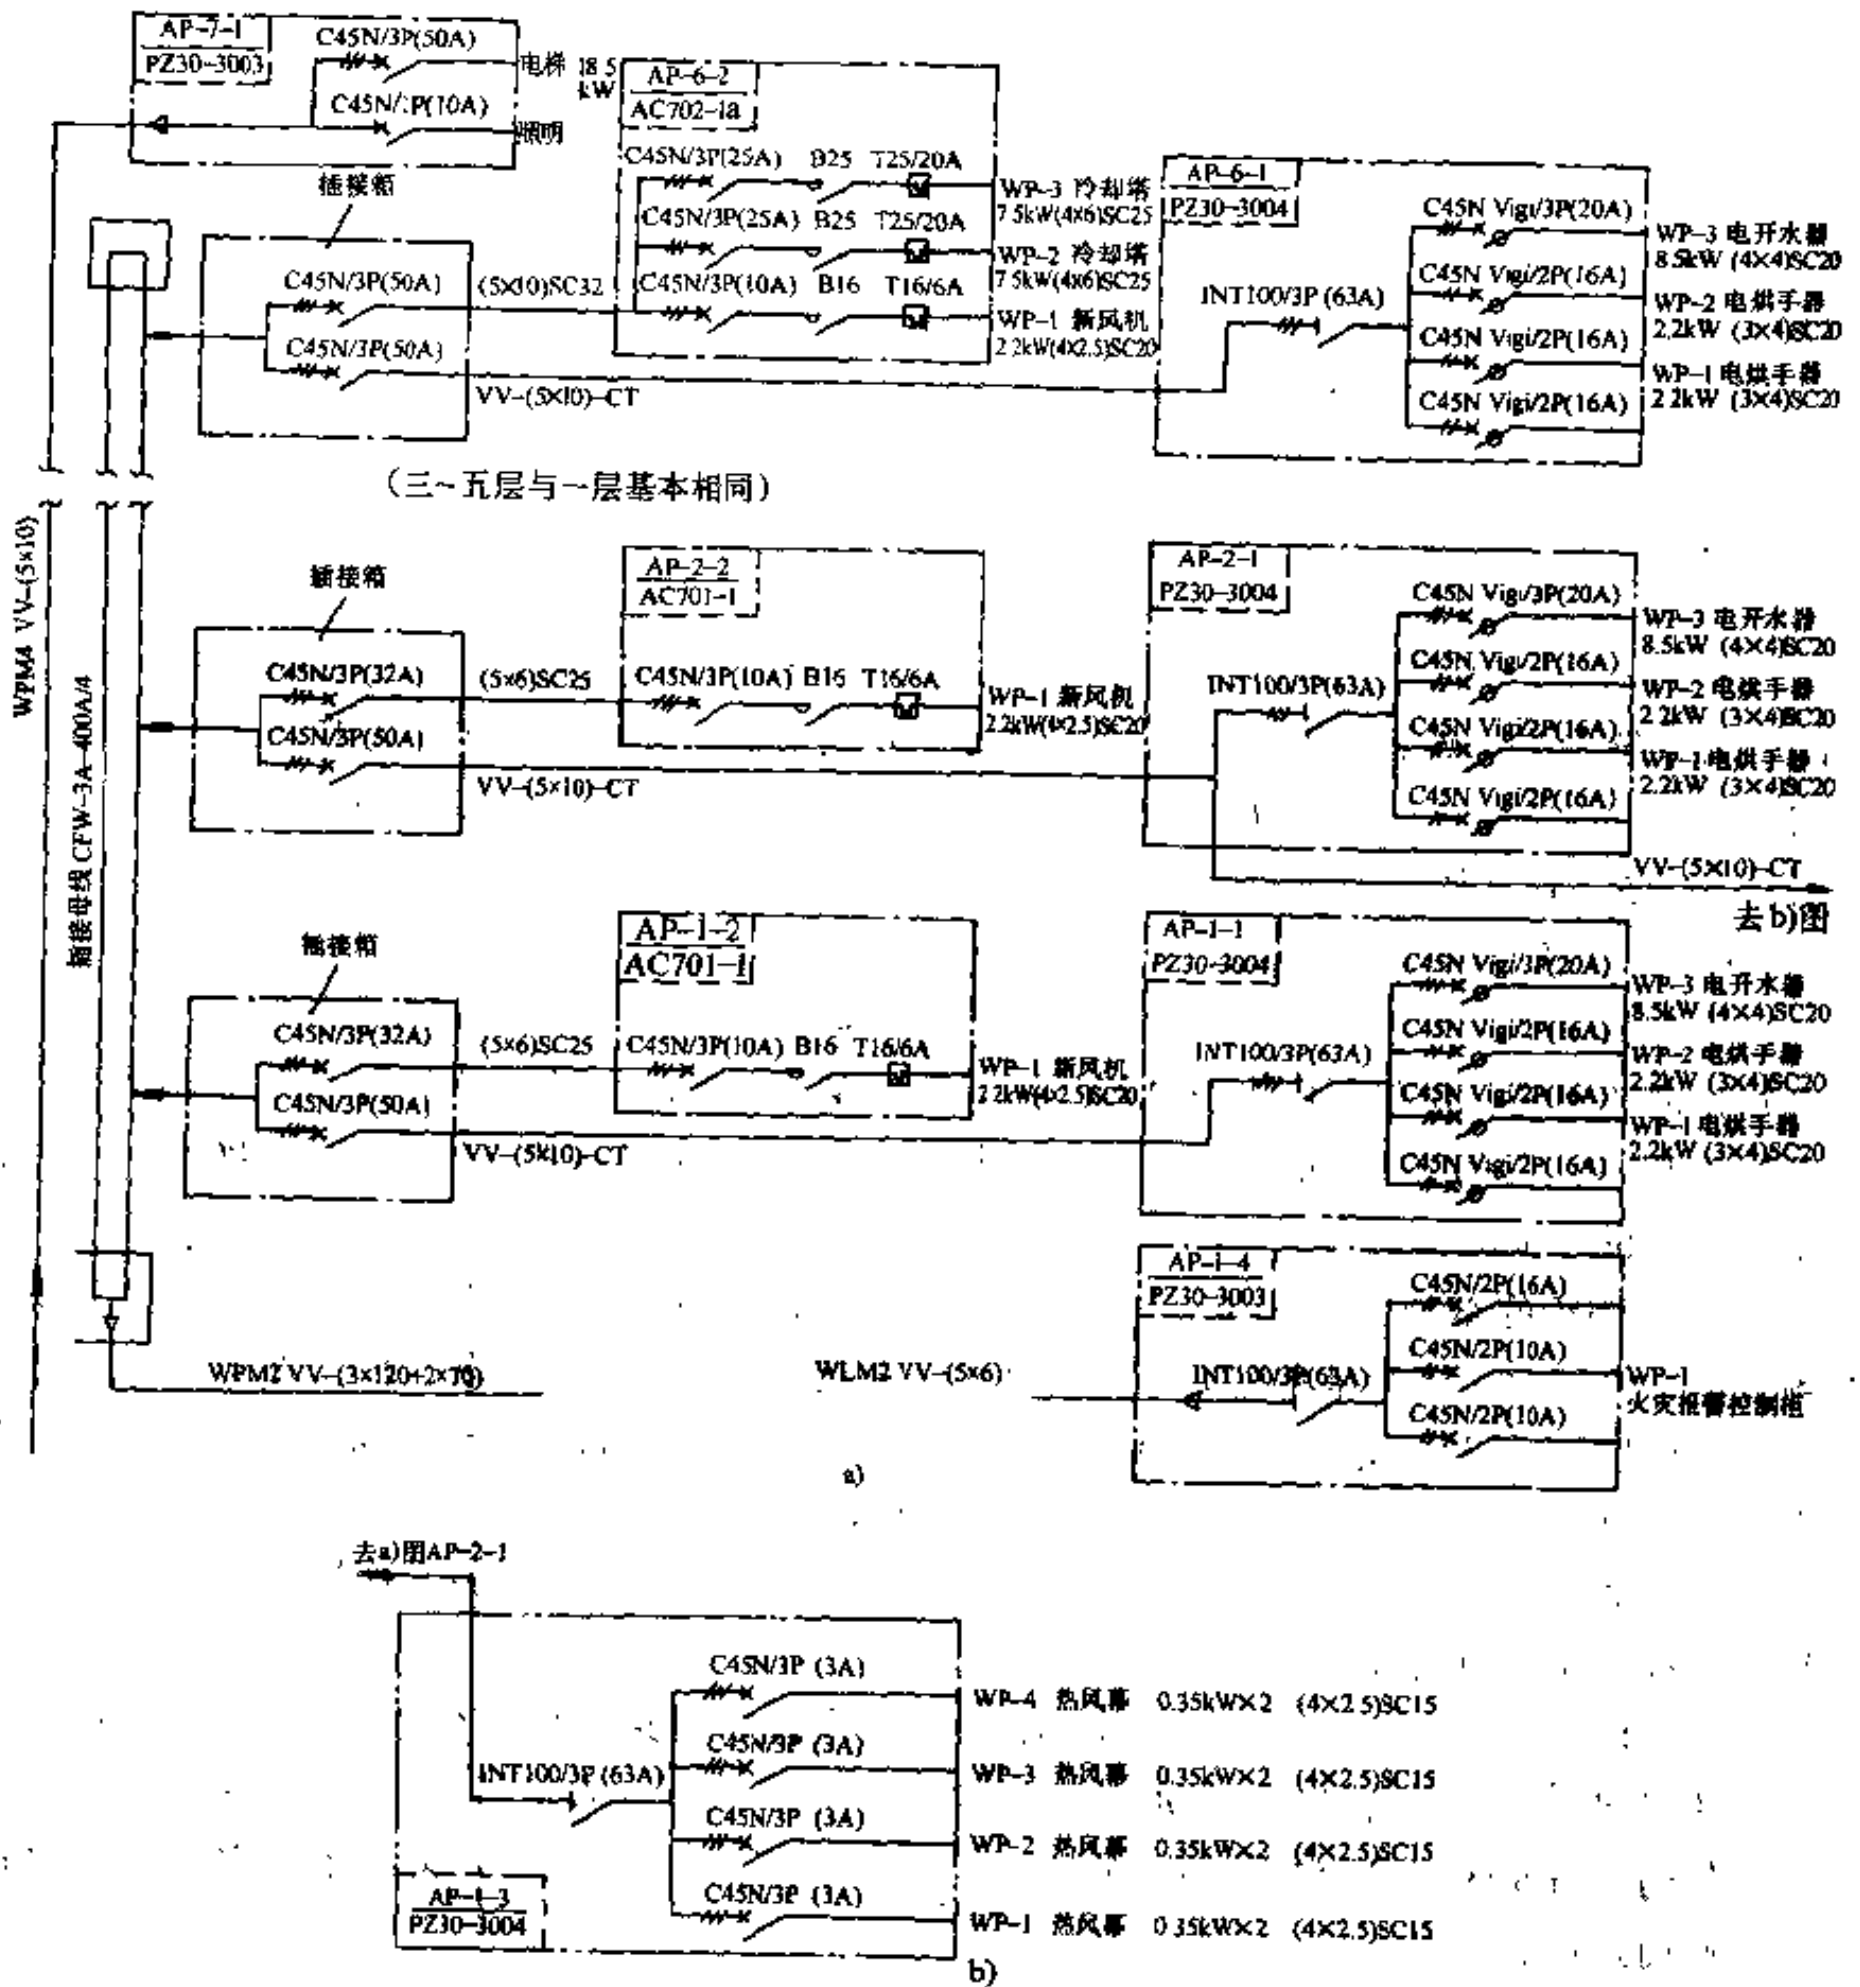 AP-7-1
PZ30-3003
C45N/3P(50A)
电梯 18.5
kW
C45N/2P(10A)
照明
插接箱
C45N/3P(50A)
C45N/3P(50A)
(5×10)SC32
VV-(5×10)-CT
AP-6-2
AC702-1a
C45N/3P(25A) B25 T25/20A
WP-3 冷却塔
7.5kW(4×6)SC25
C45N/3P(25A) B25 T25/20A
WP-2 冷却塔
7.5kW(4×6)SC25
C45N/3P(10A) B16 T16/6A
WP-1 新风机
2.2kW(4×2.5)SC20
AP-6-1
PZ30-3004
INT100/3P(63A)
C45N Vigi/3P(20A)
WP-3 电开水器
8.5kW (4×4)SC20
C45N Vigi/2P(16A)
WP-2 电烘手器
2.2kW (3×4)SC20
C45N Vigi/2P(16A)
WP-1 电烘手器
2.2kW (3×4)SC20
C45N Vigi/2P(16A)
(三~五层与一层基本相同)
WPM4 VV-(5×10)
插接母线 CFW-3A-400A/4
插接箱
C45N/3P(32A)
C45N/3P(50A)
(5×6)SC25
VV-(5×10)-CT
AP-2-2
AC701-1
C45N/3P(10A) B16 T16/6A
WP-1 新风机
2.2kW(4×2.5)SC20
AP-2-1
PZ30-3004
INT100/3P(63A)
C45N Vigi/3P(20A)
WP-3 电开水器
8.5kW (4×4)SC20
C45N Vigi/2P(16A)
WP-2 电烘手器
2.2kW (3×4)SC20
C45N Vigi/2P(16A)
WP-1 电烘手器
2.2kW (3×4)SC20
C45N Vigi/2P(16A)
VV-(5×10)-CT
去b)图
插接箱
C45N/3P(32A)
C45N/3P(50A)
(5×6)SC25
VV-(5×10)-CT
AP-1-2
AC701-1
C45N/3P(10A) B16 T16/6A
WP-1 新风机
2.2kW(4×2.5)SC20
AP-1-1
PZ30-3004
INT100/3P(63A)
C45N Vigi/3P(20A)
WP-3 电开水器
8.5kW (4×4)SC20
C45N Vigi/2P(16A)
WP-2 电烘手器
2.2kW (3×4)SC20
C45N Vigi/2P(16A)
WP-1 电烘手器
2.2kW (3×4)SC20
C45N Vigi/2P(16A)
WPM2 VV-(3×120+2×70)
WLM2 VV-(5×6)
AP-1-4
PZ30-3003
INT100/3P(63A)
C45N/2P(16A)
C45N/2P(10A)
WP-1
火灾报警控制柜
C45N/2P(10A)
a)
去a)图AP-2-1
INT100/3P(63A)
C45N/3P (3A)
WP-4 热风幕 0.35kW×2 (4×2.5)SC15
C45N/3P (3A)
WP-3 热风幕 0.35kW×2 (4×2.5)SC15
C45N/3P (3A)
WP-2 热风幕 0.35kW×2 (4×2.5)SC15
C45N/3P (3A)
WP-1 热风幕 0.35kW×2 (4×2.5)SC15
AP-1-3
PZ30-3004
b)